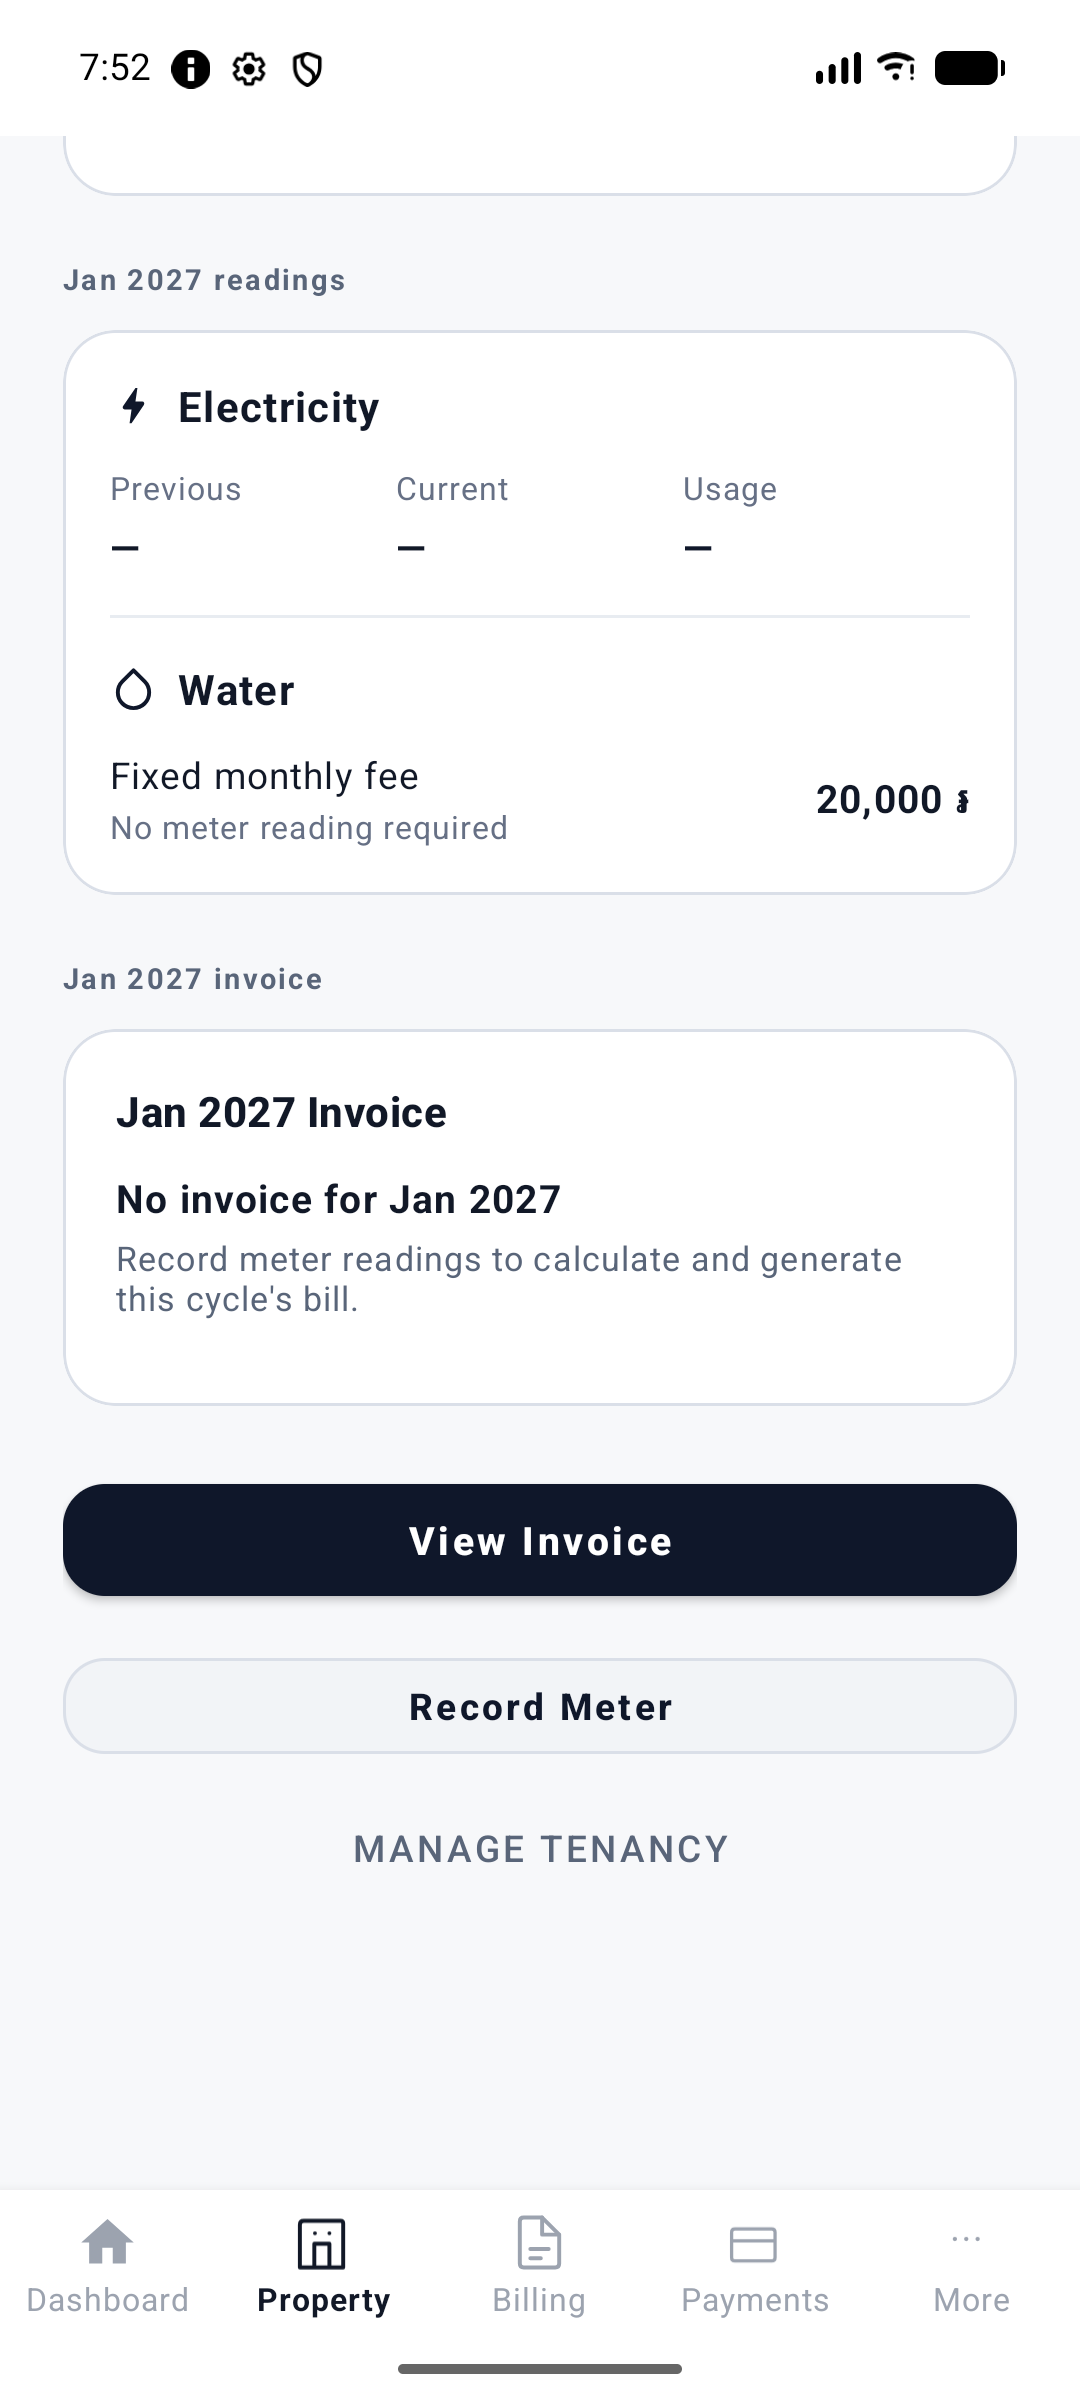 7:52
Jan 2027 readings
Electricity
Previous Current Usage
— — —
Water
Fixed monthly fee
No meter reading required
20,000 ៛
Jan 2027 invoice
Jan 2027 Invoice
No invoice for Jan 2027
Record meter readings to calculate and generate
this cycle's bill.
View Invoice
Record Meter
MANAGE TENANCY
Dashboard Property Billing Payments More